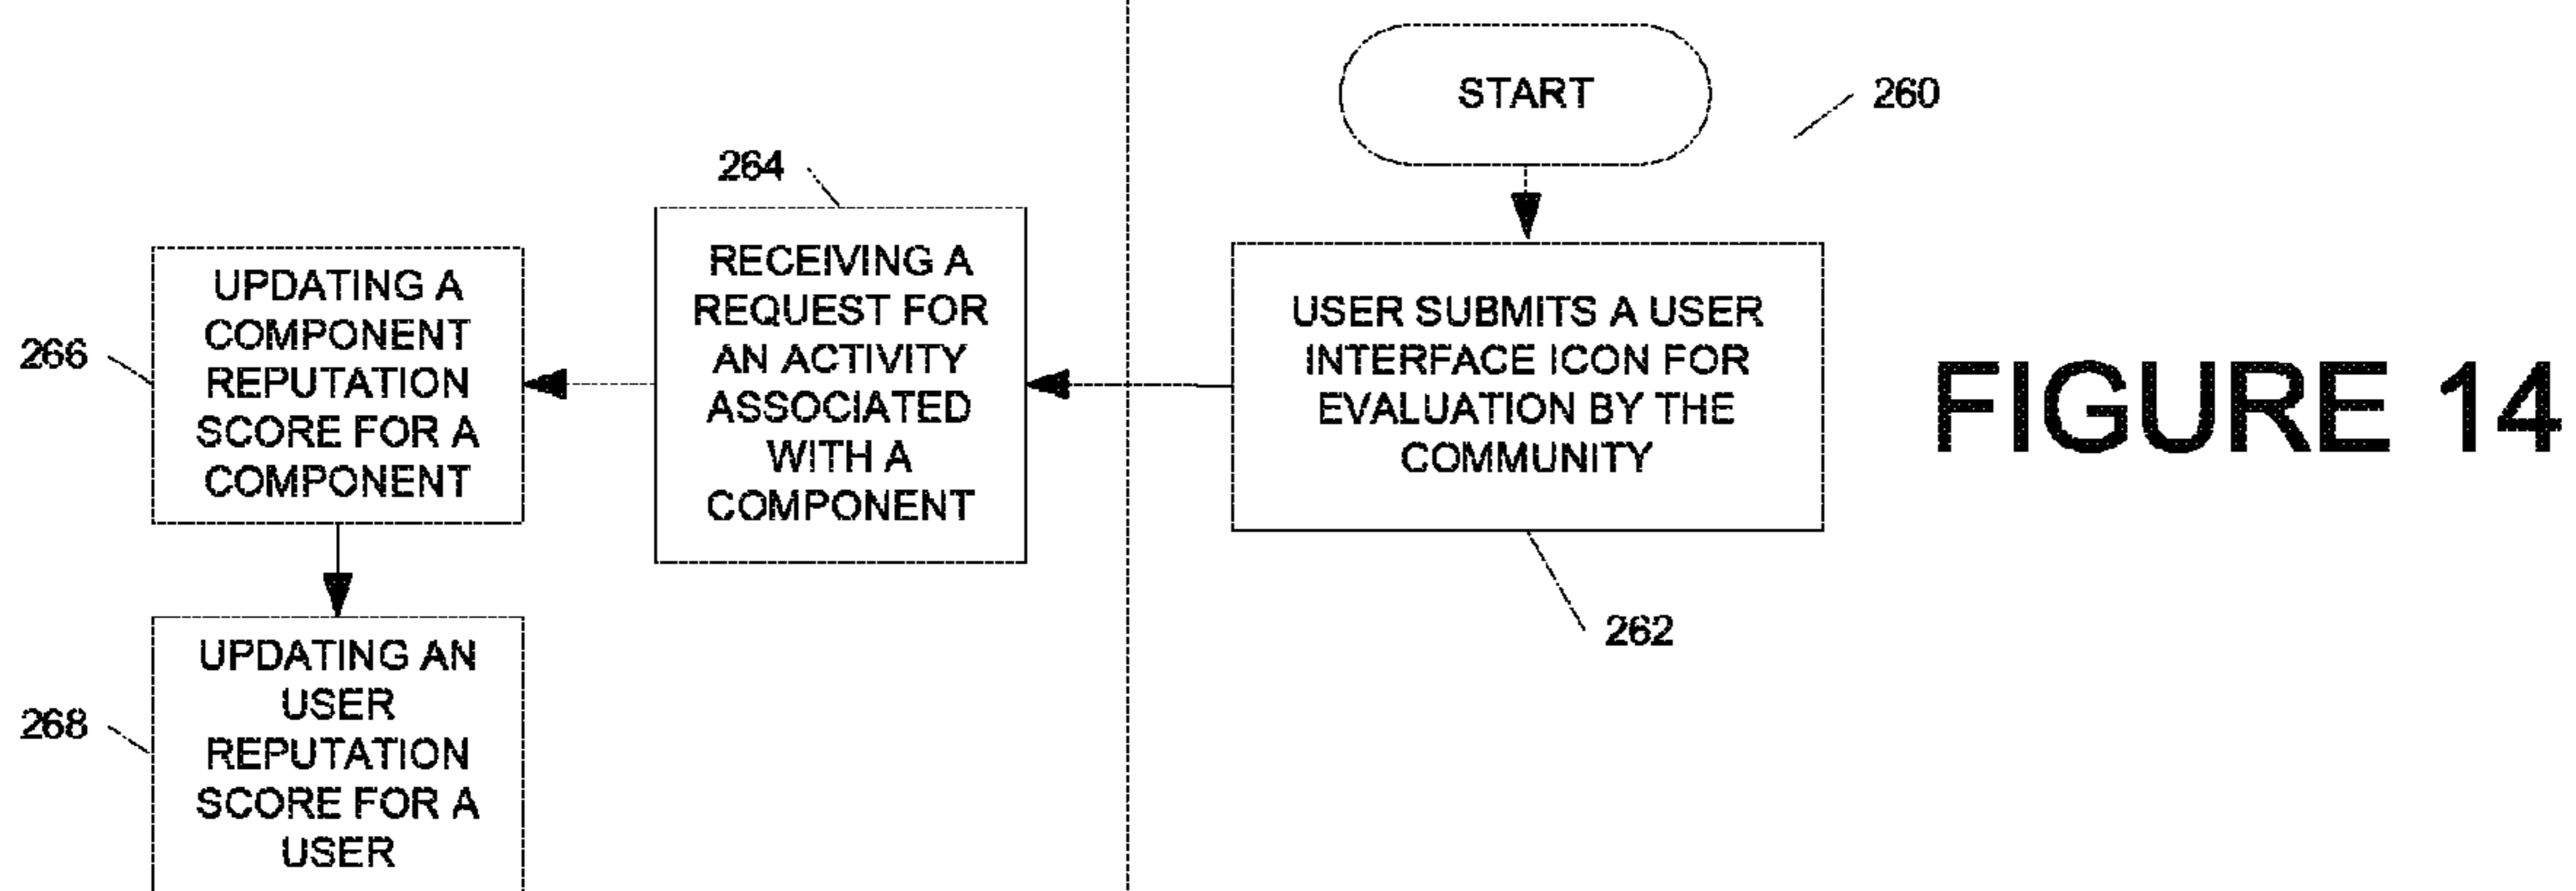 START
260
264
RECEIVING A
REQUEST FOR
AN ACTIVITY
ASSOCIATED
WITH A
COMPONENT
UPDATING A
COMPONENT
REPUTATION
SCORE FOR A
COMPONENT
266
USER SUBMITS A USER
INTERFACE ICON FOR
EVALUATION BY THE
COMMUNITY
262
FIGURE 14
UPDATING AN
USER
REPUTATION
SCORE FOR A
USER
268